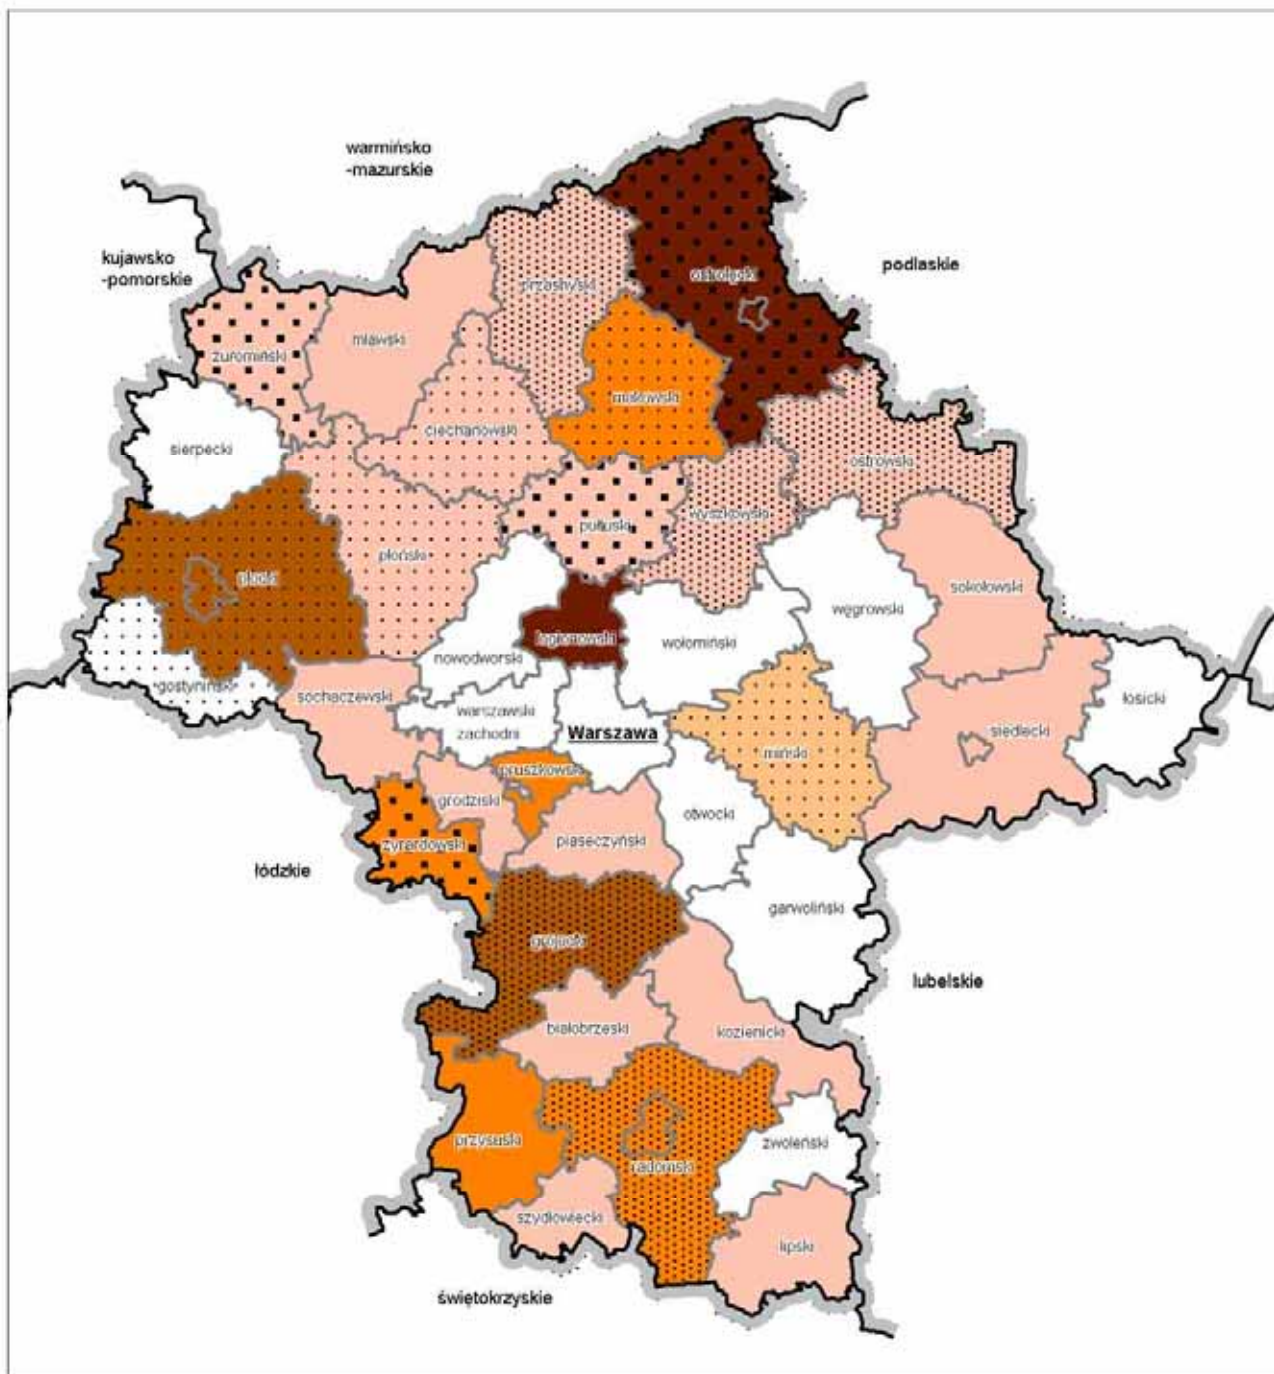 warmińsko
-mazurskie
kujawsko
-pomorskie
podlaskie
ostrołęcki
przasnyski
mławski
żuromiński
makowski
ciechanowski
sierpecki
ostrowski
wyszkowski
pułtuski
płoński
płocki
sokołowski
węgrowski
legionowski
wołomiński
nowodworski
gostyniński
sochaczewski
łosicki
warszawski
zachodni
Warszawa
siedlecki
miński
pruszkowski
grodziski
otwocki
piaseczyński
żyrardowski
łódzkie
garwoliński
grójecki
lubelskie
białobrzeski
kozienicki
przysuski
zwoleński
radomski
szydłowiecki
lipski
świętokrzyskie